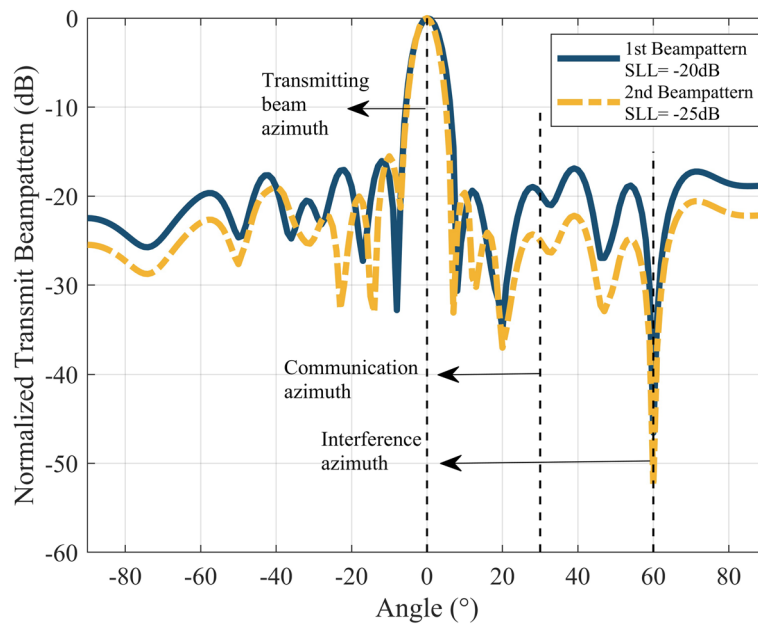 0
-10
-20
-30
-40
-50
-60
Normalized Transmit Beampattern (dB)
1st Beampattern
SLL= -20dB
2nd Beampattern
SLL= -25dB
Transmitting
beam
azimuth
Communication
azimuth
Interference
azimuth
-80
-60
-40
-20
0
20
40
60
80
Angle (°)